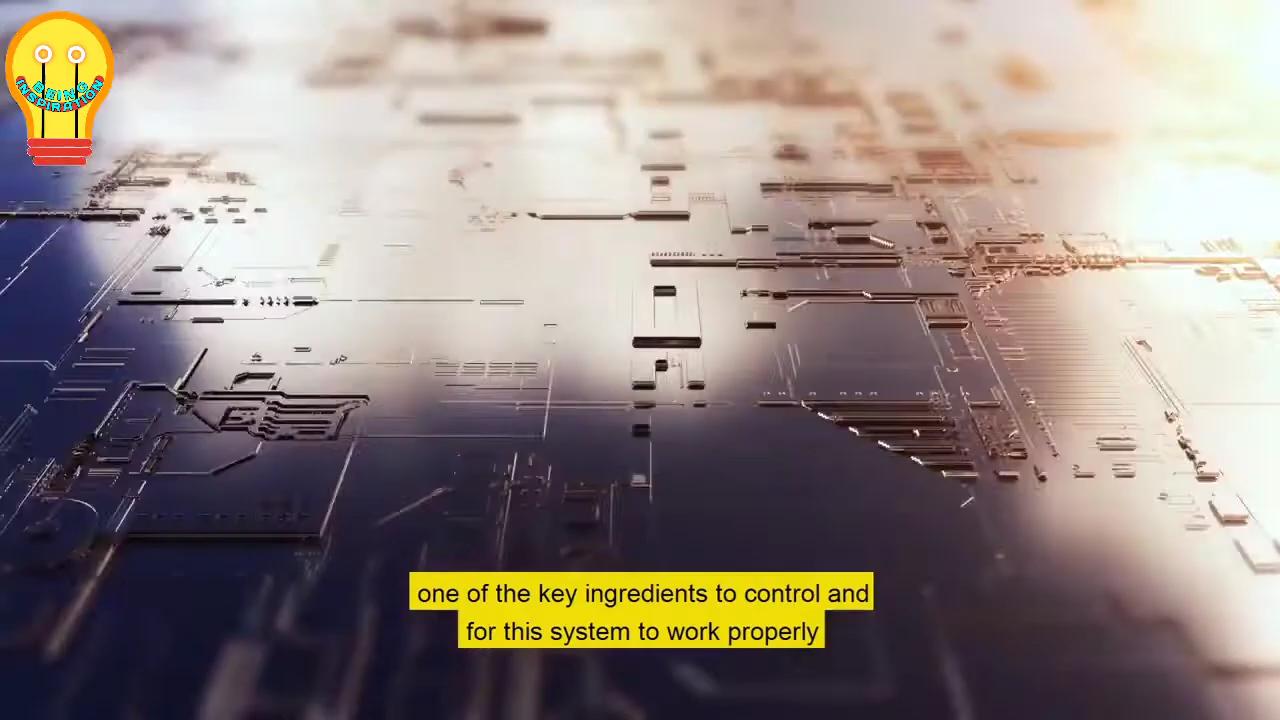 BEING
INSPIRATION
one of the key ingredients to control and
for this system to work properly